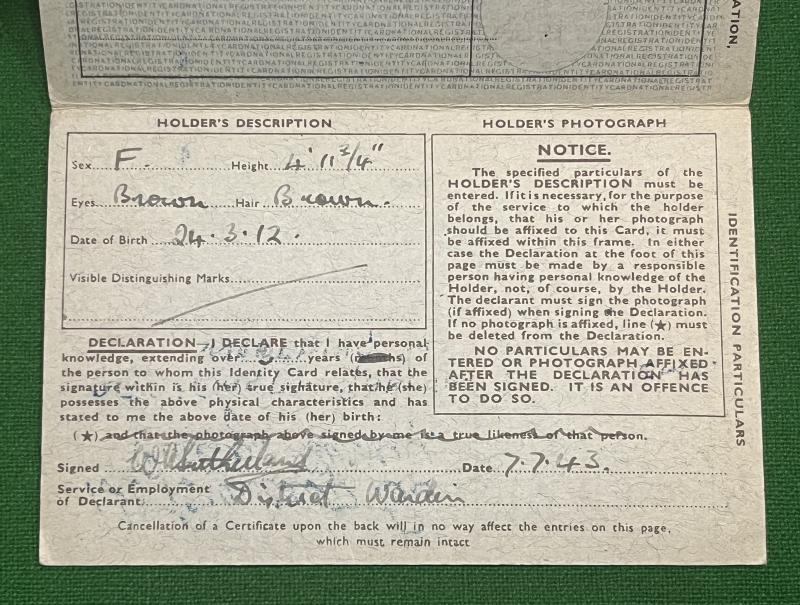 ATION,
HOLDER'S DESCRIPTION
Sex F. Height 4' 11 3/4"
Eyes Brown Hair Brown.
Date of Birth 24.3.12.
Visible Distinguishing Marks
HOLDER'S PHOTOGRAPH
NOTICE.
The specified particulars of the
HOLDER'S DESCRIPTION must be
entered. If it is necessary, for the purpose
of the service to which the holder
belongs, that his or her photograph
should be affixed to this Card, it must
be affixed within this frame. In either
case the Declaration at the foot of this
page must be made by a responsible
person having personal knowledge of the
Holder, not, of course, by the Holder.
The declarant must sign the photograph
(if affixed) when signing the Declaration.
If no photograph is affixed, line (★) must
be deleted from the Declaration.
NO PARTICULARS MAY BE EN-
TERED OR PHOTOGRAPH AFFIXED
AFTER THE DECLARATION HAS
BEEN SIGNED. IT IS AN OFFENCE
TO DO SO.
IDENTIFICATION PARTICULARS
DECLARATION—I DECLARE that I have personal
knowledge, extending over years (months) of
the person to whom this Identity Card relates, that the
signature within is his (her) true signature, that he (she)
possesses the above physical characteristics and has
stated to me the above date of his (her) birth:
(★) and that the photograph above signed by me is a true likeness of that person.
Signed Sutherland Date 7.7.43.
Service or Employment
of Declarant District Warden
Cancellation of a Certificate upon the back will in no way affect the entries on this page,
which must remain intact